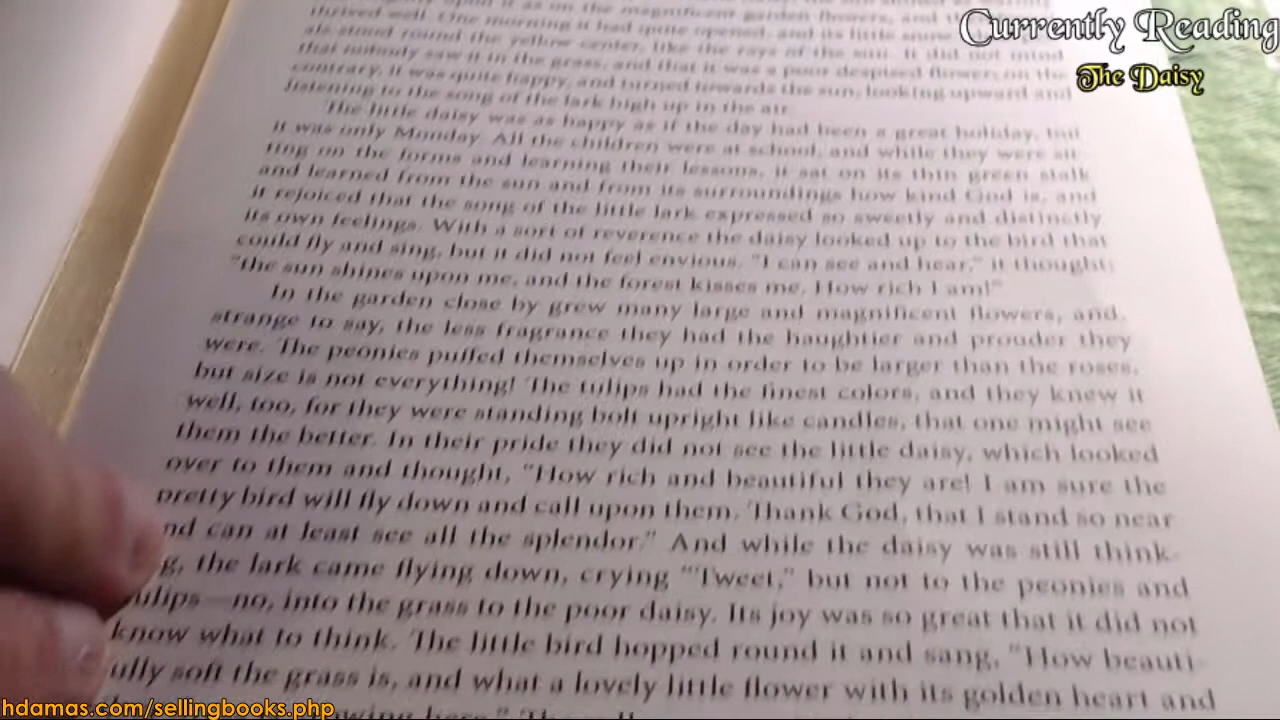 Currently Reading
The Daisy
upon it as on the magnificent garden flowers, and
thrived well. One morning it had quite opened, and its little snow
als stood round the yellow center, like the rays of the sun. It did not mind
that nobody saw it in the grass, and that it was a poor despised flower; on the
contrary, it was quite happy, and turned towards the sun, looking upward and
listening to the song of the lark high up in the air.
The little daisy was as happy as if the day had been a great holiday, but
it was only Monday. All the children were at school, and while they were sit-
ting on the forms and learning their lessons, it sat on its thin green stalk
and learned from the sun and from its surroundings how kind God is, and
it rejoiced that the song of the little lark expressed so sweetly and distinctly
its own feelings. With a sort of reverence the daisy looked up to the bird that
could fly and sing, but it did not feel envious. "I can see and hear," it thought;
"the sun shines upon me, and the forest kisses me. How rich I am!"
In the garden close by grew many large and magnificent flowers, and,
strange to say, the less fragrance they had the haughtier and prouder they
were. The peonies puffed themselves up in order to be larger than the roses,
but size is not everything! The tulips had the finest colors, and they knew it
well, too, for they were standing bolt upright like candles, that one might see
them the better. In their pride they did not see the little daisy, which looked
over to them and thought, "How rich and beautiful they are! I am sure the
pretty bird will fly down and call upon them. Thank God, that I stand so near
nd can at least see all the splendor." And while the daisy was still think-
g, the lark came flying down, crying "'Tweet," but not to the peonies and
ulips—no, into the grass to the poor daisy. Its joy was so great that it did not
know what to think. The little bird hopped round it and sang, "How beauti-
ully soft the grass is, and what a lovely little flower with its golden heart and
here."
hdamas.com/sellingbooks.php